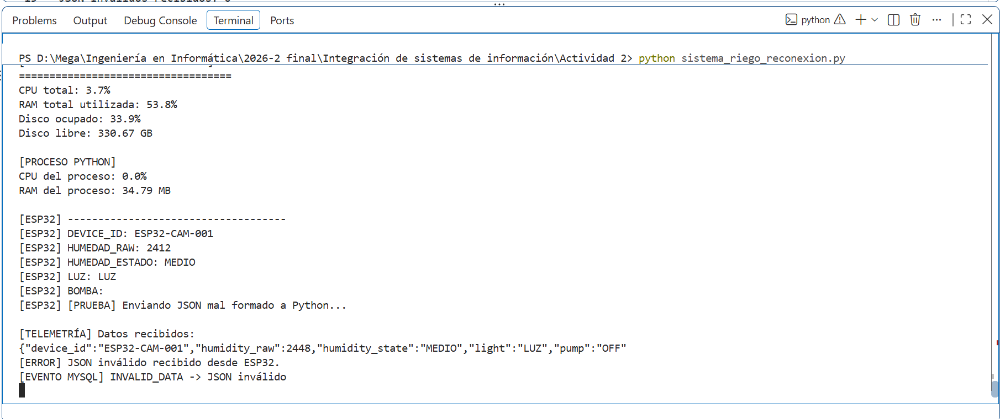 Problems Output Debug Console Terminal Ports python
PS D:\Mega\Ingeniería en Informática\2026-2 final\Integración de sistemas de información\Actividad 2> python sistema_riego_reconexion.py
===================================
CPU total: 3.7%
RAM total utilizada: 53.8%
Disco ocupado: 33.9%
Disco libre: 330.67 GB
[PROCESO PYTHON]
CPU del proceso: 0.0%
RAM del proceso: 34.79 MB
[ESP32] ------------------------------------
[ESP32] DEVICE_ID: ESP32-CAM-001
[ESP32] HUMEDAD_RAW: 2412
[ESP32] HUMEDAD_ESTADO: MEDIO
[ESP32] LUZ: LUZ
[ESP32] BOMBA:
[ESP32] [PRUEBA] Enviando JSON mal formado a Python...
[TELEMETRÍA] Datos recibidos:
{"device_id":"ESP32-CAM-001","humidity_raw":2448,"humidity_state":"MEDIO","light":"LUZ","pump":"OFF"
[ERROR] JSON inválido recibido desde ESP32.
[EVENTO MYSQL] INVALID_DATA -> JSON inválido